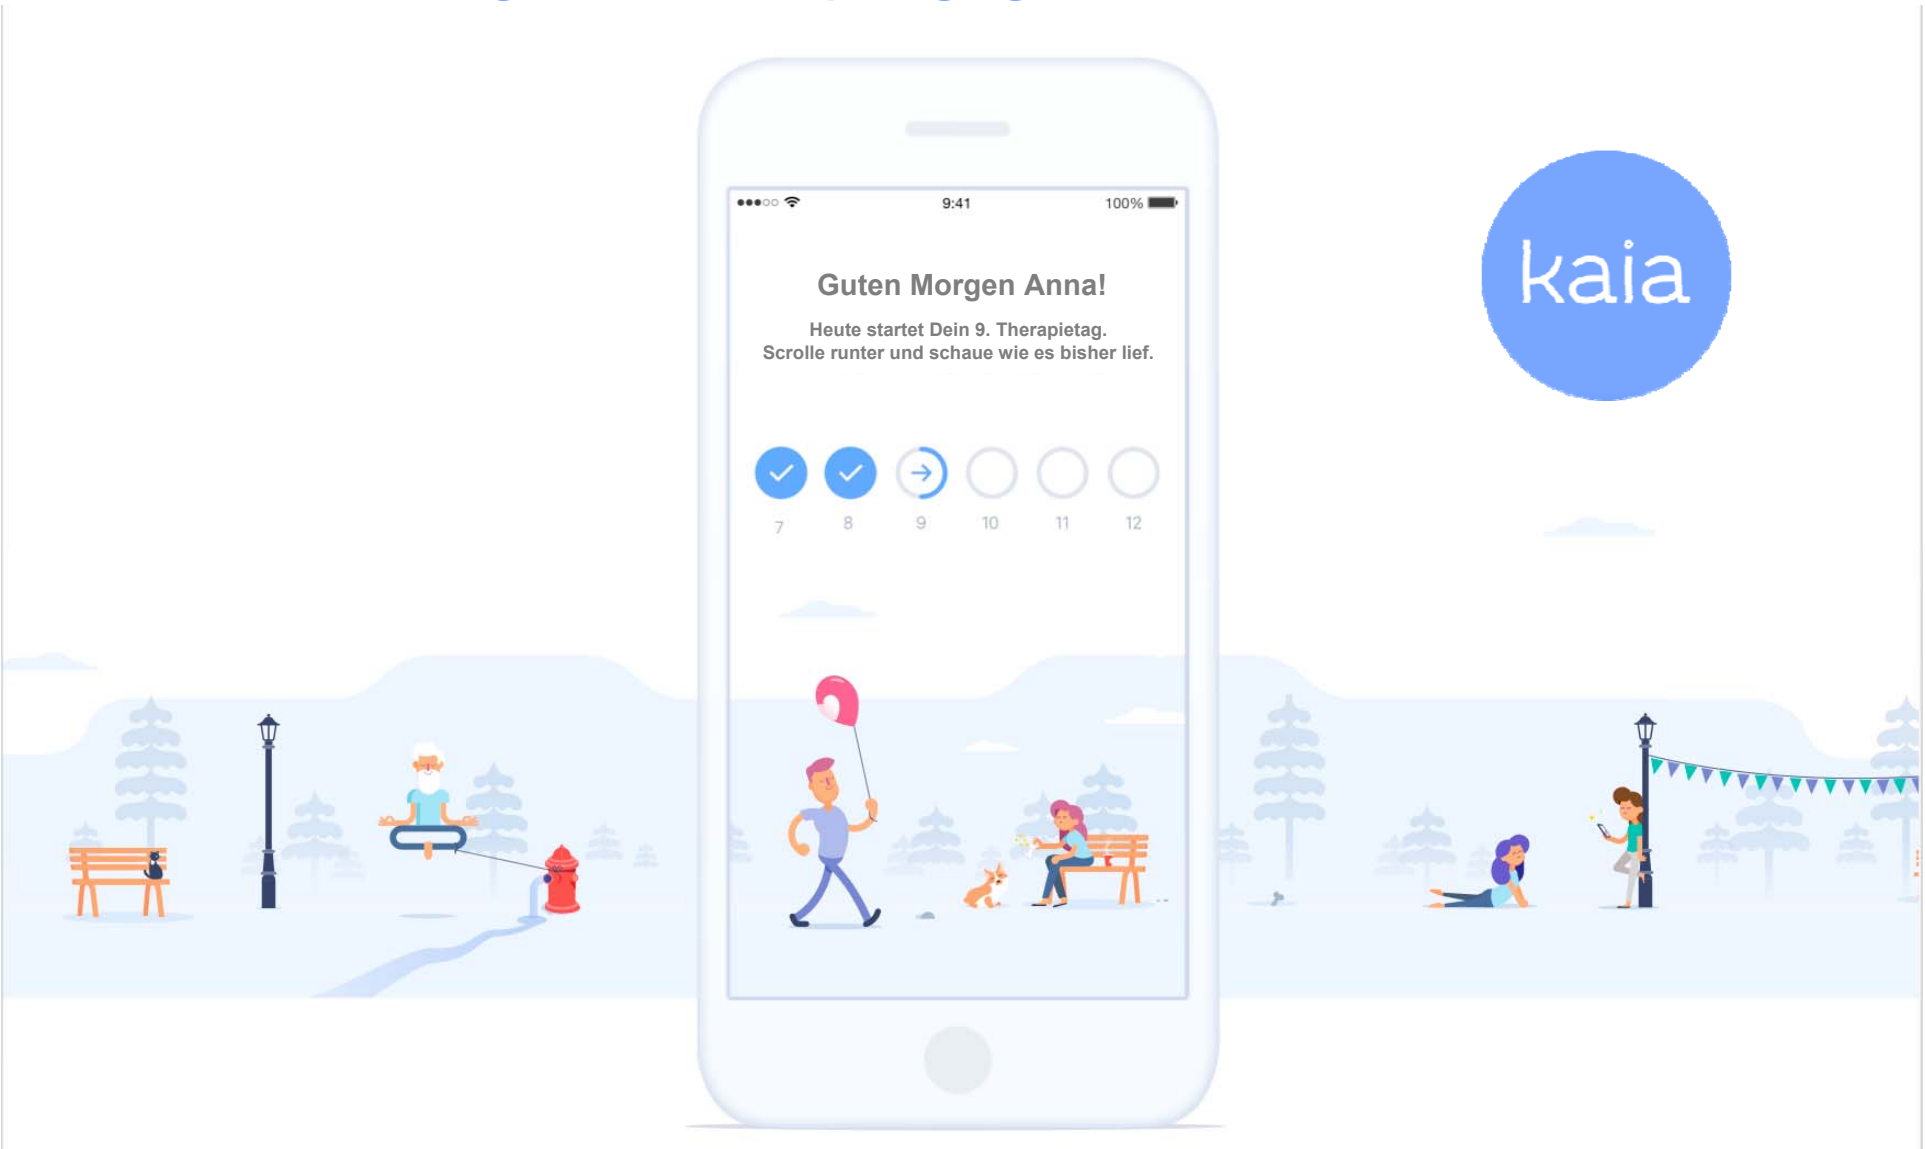 9:41
100%
Guten Morgen Anna!
Heute startet Dein 9. Therapietag.
Scrolle runter und schaue wie es bisher lief.
7 8 9 10 11 12
kaia